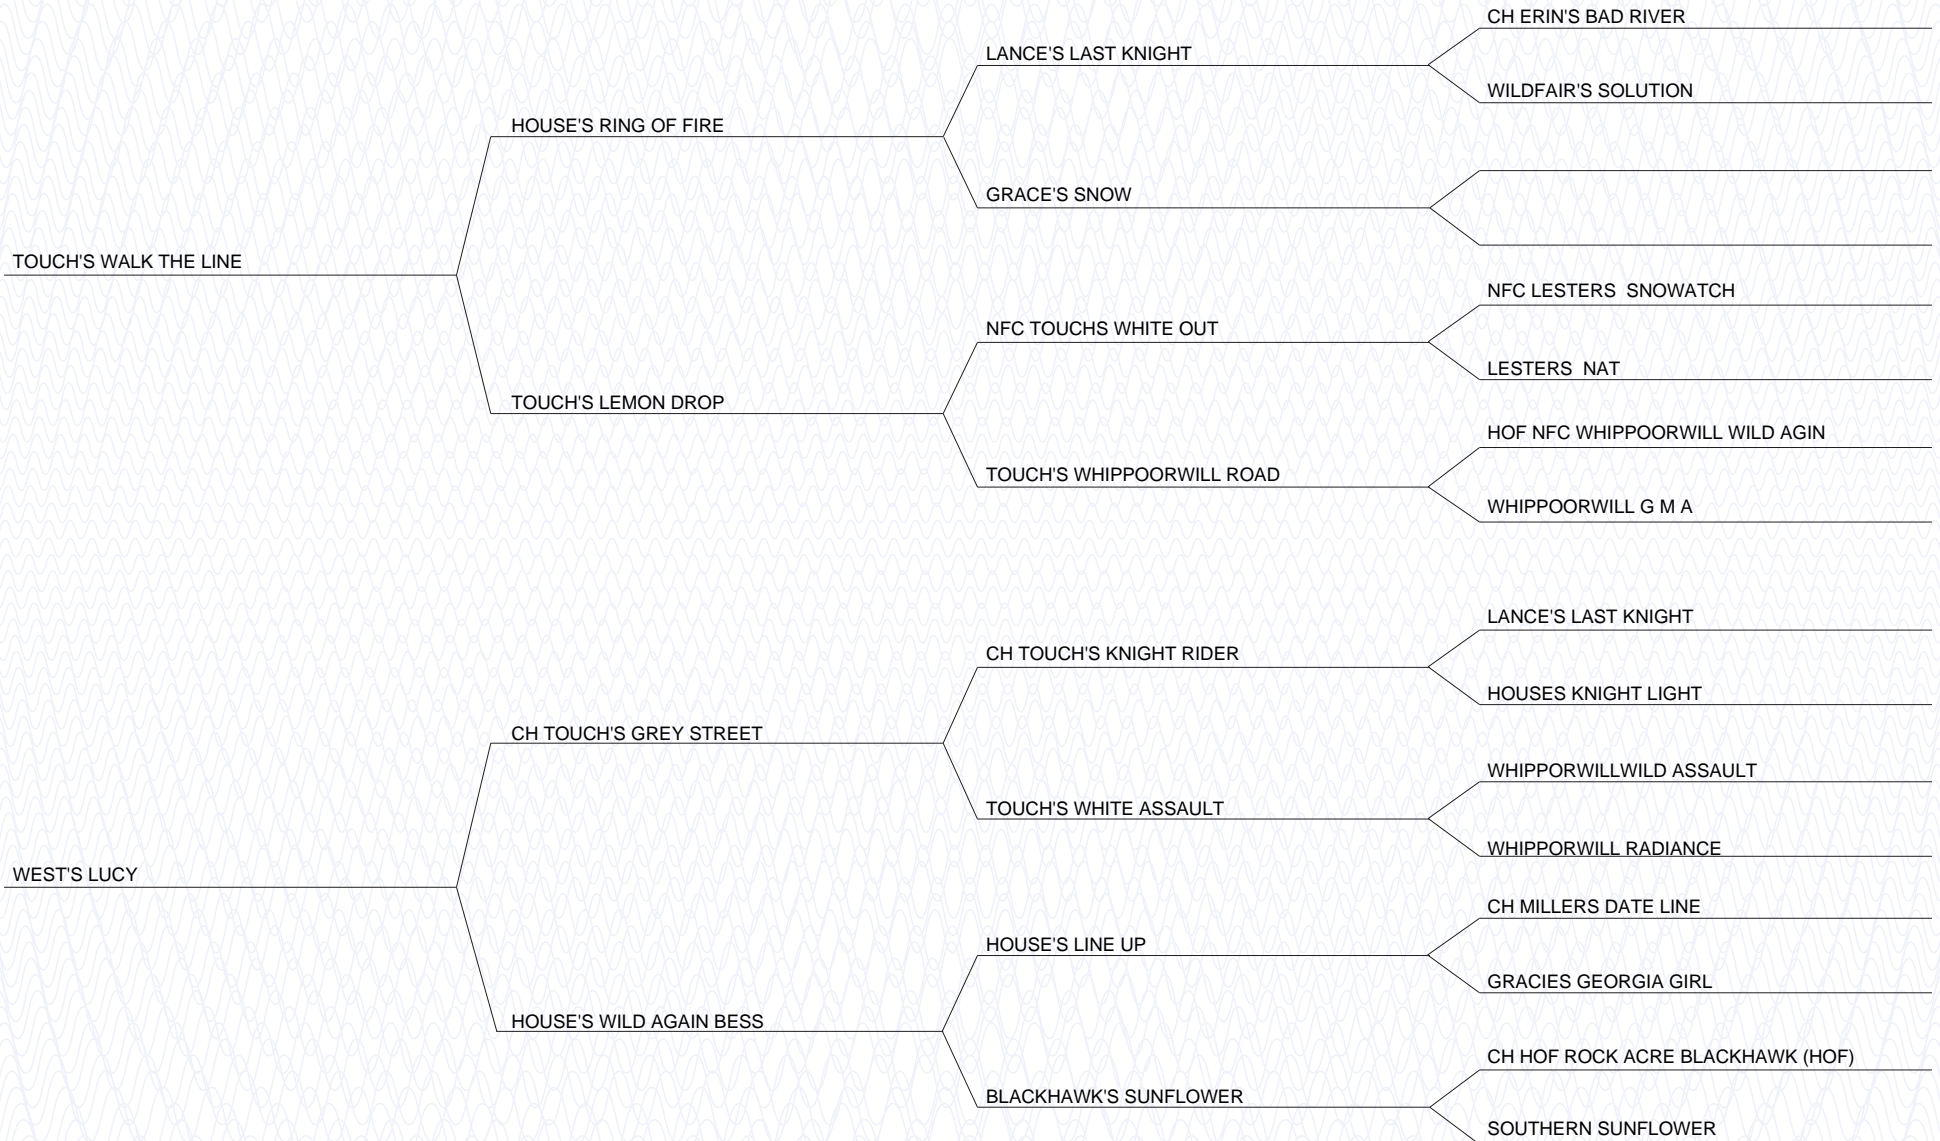 CH ERIN'S BAD RIVER
LANCE'S LAST KNIGHT
WILDFAIR'S SOLUTION
HOUSE'S RING OF FIRE
GRACE'S SNOW
TOUCH'S WALK THE LINE
NFC LESTERS  SNOWATCH
NFC TOUCHS WHITE OUT
LESTERS  NAT
TOUCH'S LEMON DROP
HOF NFC WHIPPOORWILL WILD AGIN
TOUCH'S WHIPPOORWILL ROAD
WHIPPOORWILL G M A
LANCE'S LAST KNIGHT
CH TOUCH'S KNIGHT RIDER
HOUSES KNIGHT LIGHT
CH TOUCH'S GREY STREET
WHIPPORWILLWILD ASSAULT
TOUCH'S WHITE ASSAULT
WHIPPORWILL RADIANCE
WEST'S LUCY
CH MILLERS DATE LINE
HOUSE'S LINE UP
GRACIES GEORGIA GIRL
HOUSE'S WILD AGAIN BESS
CH HOF ROCK ACRE BLACKHAWK (HOF)
BLACKHAWK'S SUNFLOWER
SOUTHERN SUNFLOWER